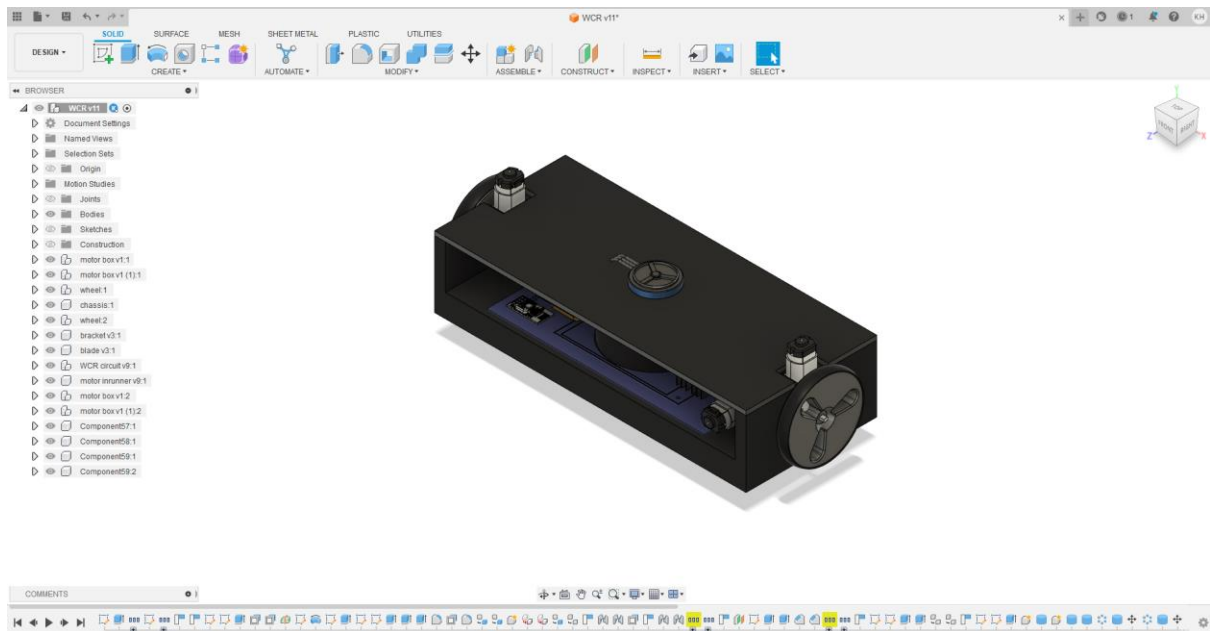 WCR v11*
1
KH
DESIGN
SOLID SURFACE MESH SHEET METAL PLASTIC UTILITIES
CREATE AUTOMATE MODIFY ASSEMBLE CONSTRUCT INSPECT INSERT SELECT
BROWSER
WCR v11
Document Settings
Named Views
Selection Sets
Origin
Motion Studies
Joints
Bodies
Sketches
Construction
motor box v1:1
motor box v1 (1):1
wheel:1
chassis:1
wheel:2
bracket v3:1
blade v3:1
WCR circuit v9:1
motor inrunner v9:1
motor box v1:2
motor box v1 (1):2
Component57:1
Component58:1
Component59:1
Component59:2
Y
TOP
FRONT RIGHT
Z X
COMMENTS